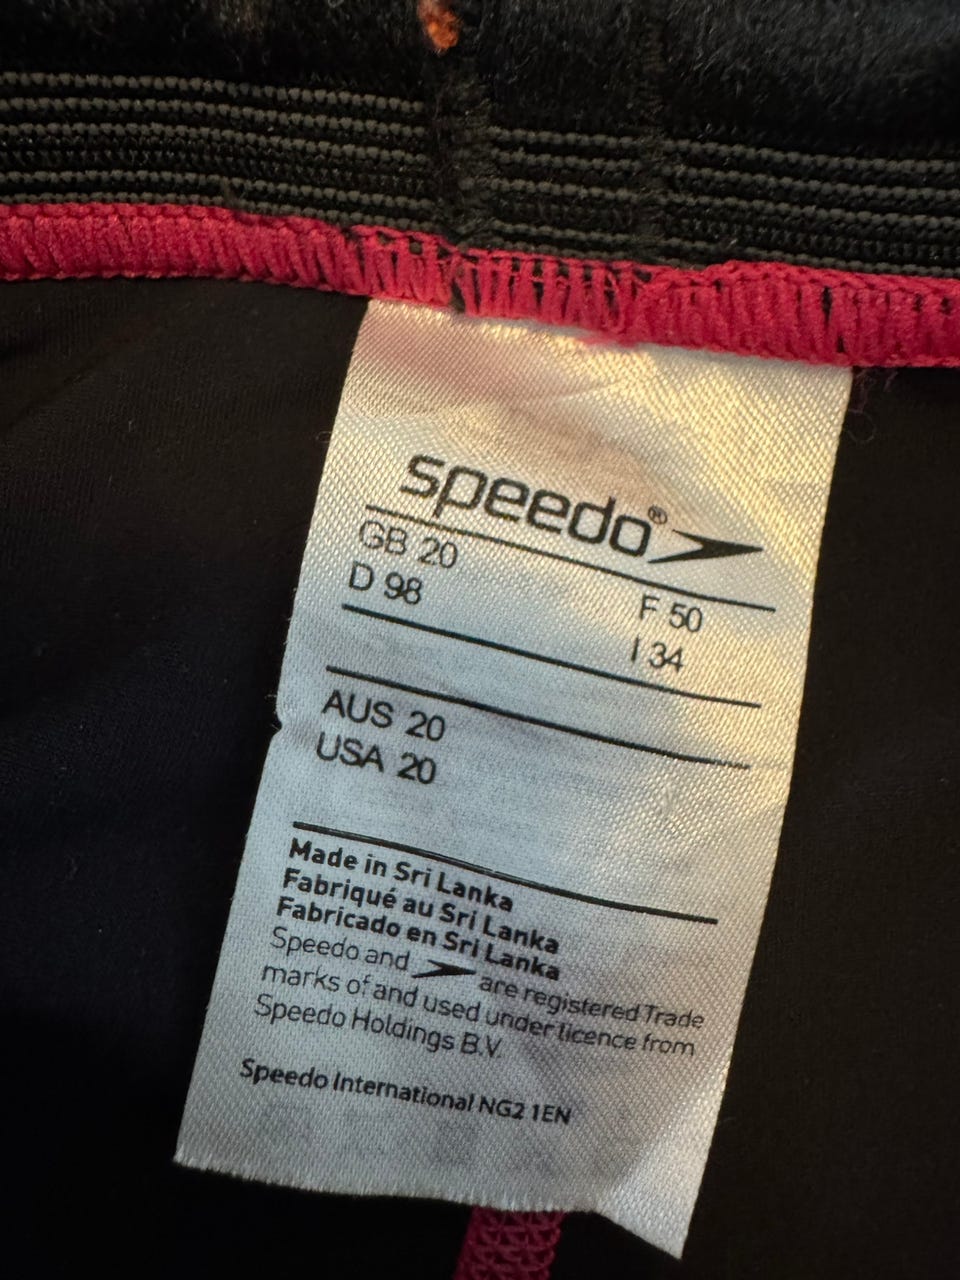 speedo®
GB 20 F 50
D 98 I 34
AUS 20
USA 20
Made in Sri Lanka
Fabriqué au Sri Lanka
Fabricado en Sri Lanka
Speedo and are registered Trade
marks of and used under licence from
Speedo Holdings B.V.
Speedo International NG2 1EN